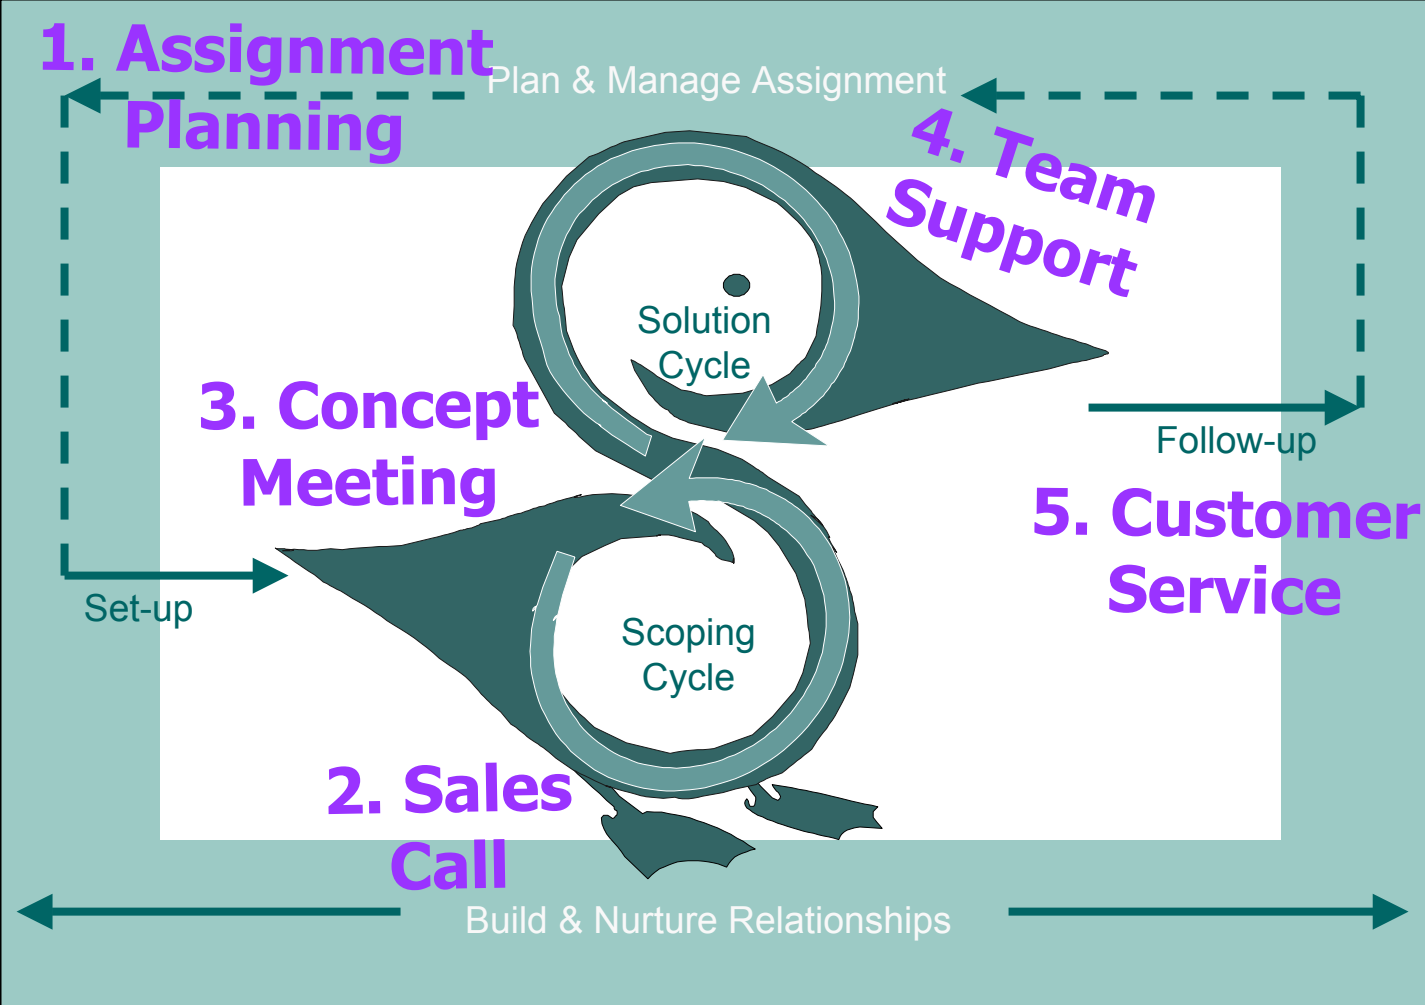 1. Assignment
Planning
Plan & Manage Assignment
4. Team
Support
Solution
Cycle
3. Concept
Meeting
Follow-up
5. Customer
Service
Set-up
Scoping
Cycle
2. Sales
Call
Build & Nurture Relationships